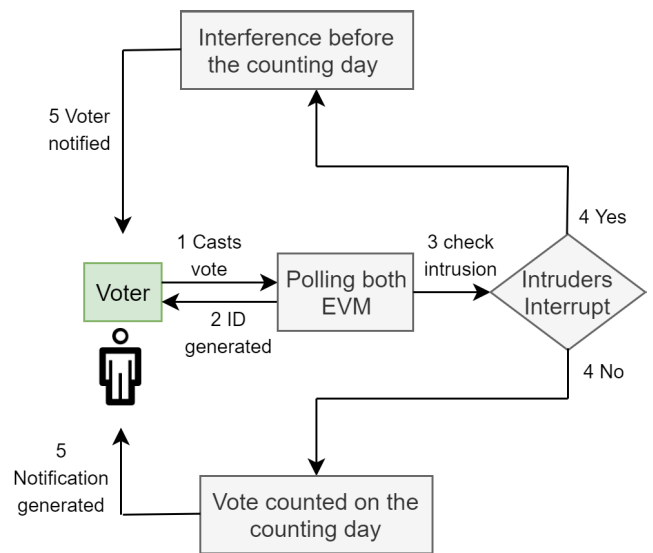 Interference before
the counting day
5 Voter
notified
4 Yes
1 Casts
vote
3 check
intrusion
Voter
Polling both
EVM
Intruders
Interrupt
2 ID
generated
4 No
5
Notification
generated
Vote counted on the
counting day